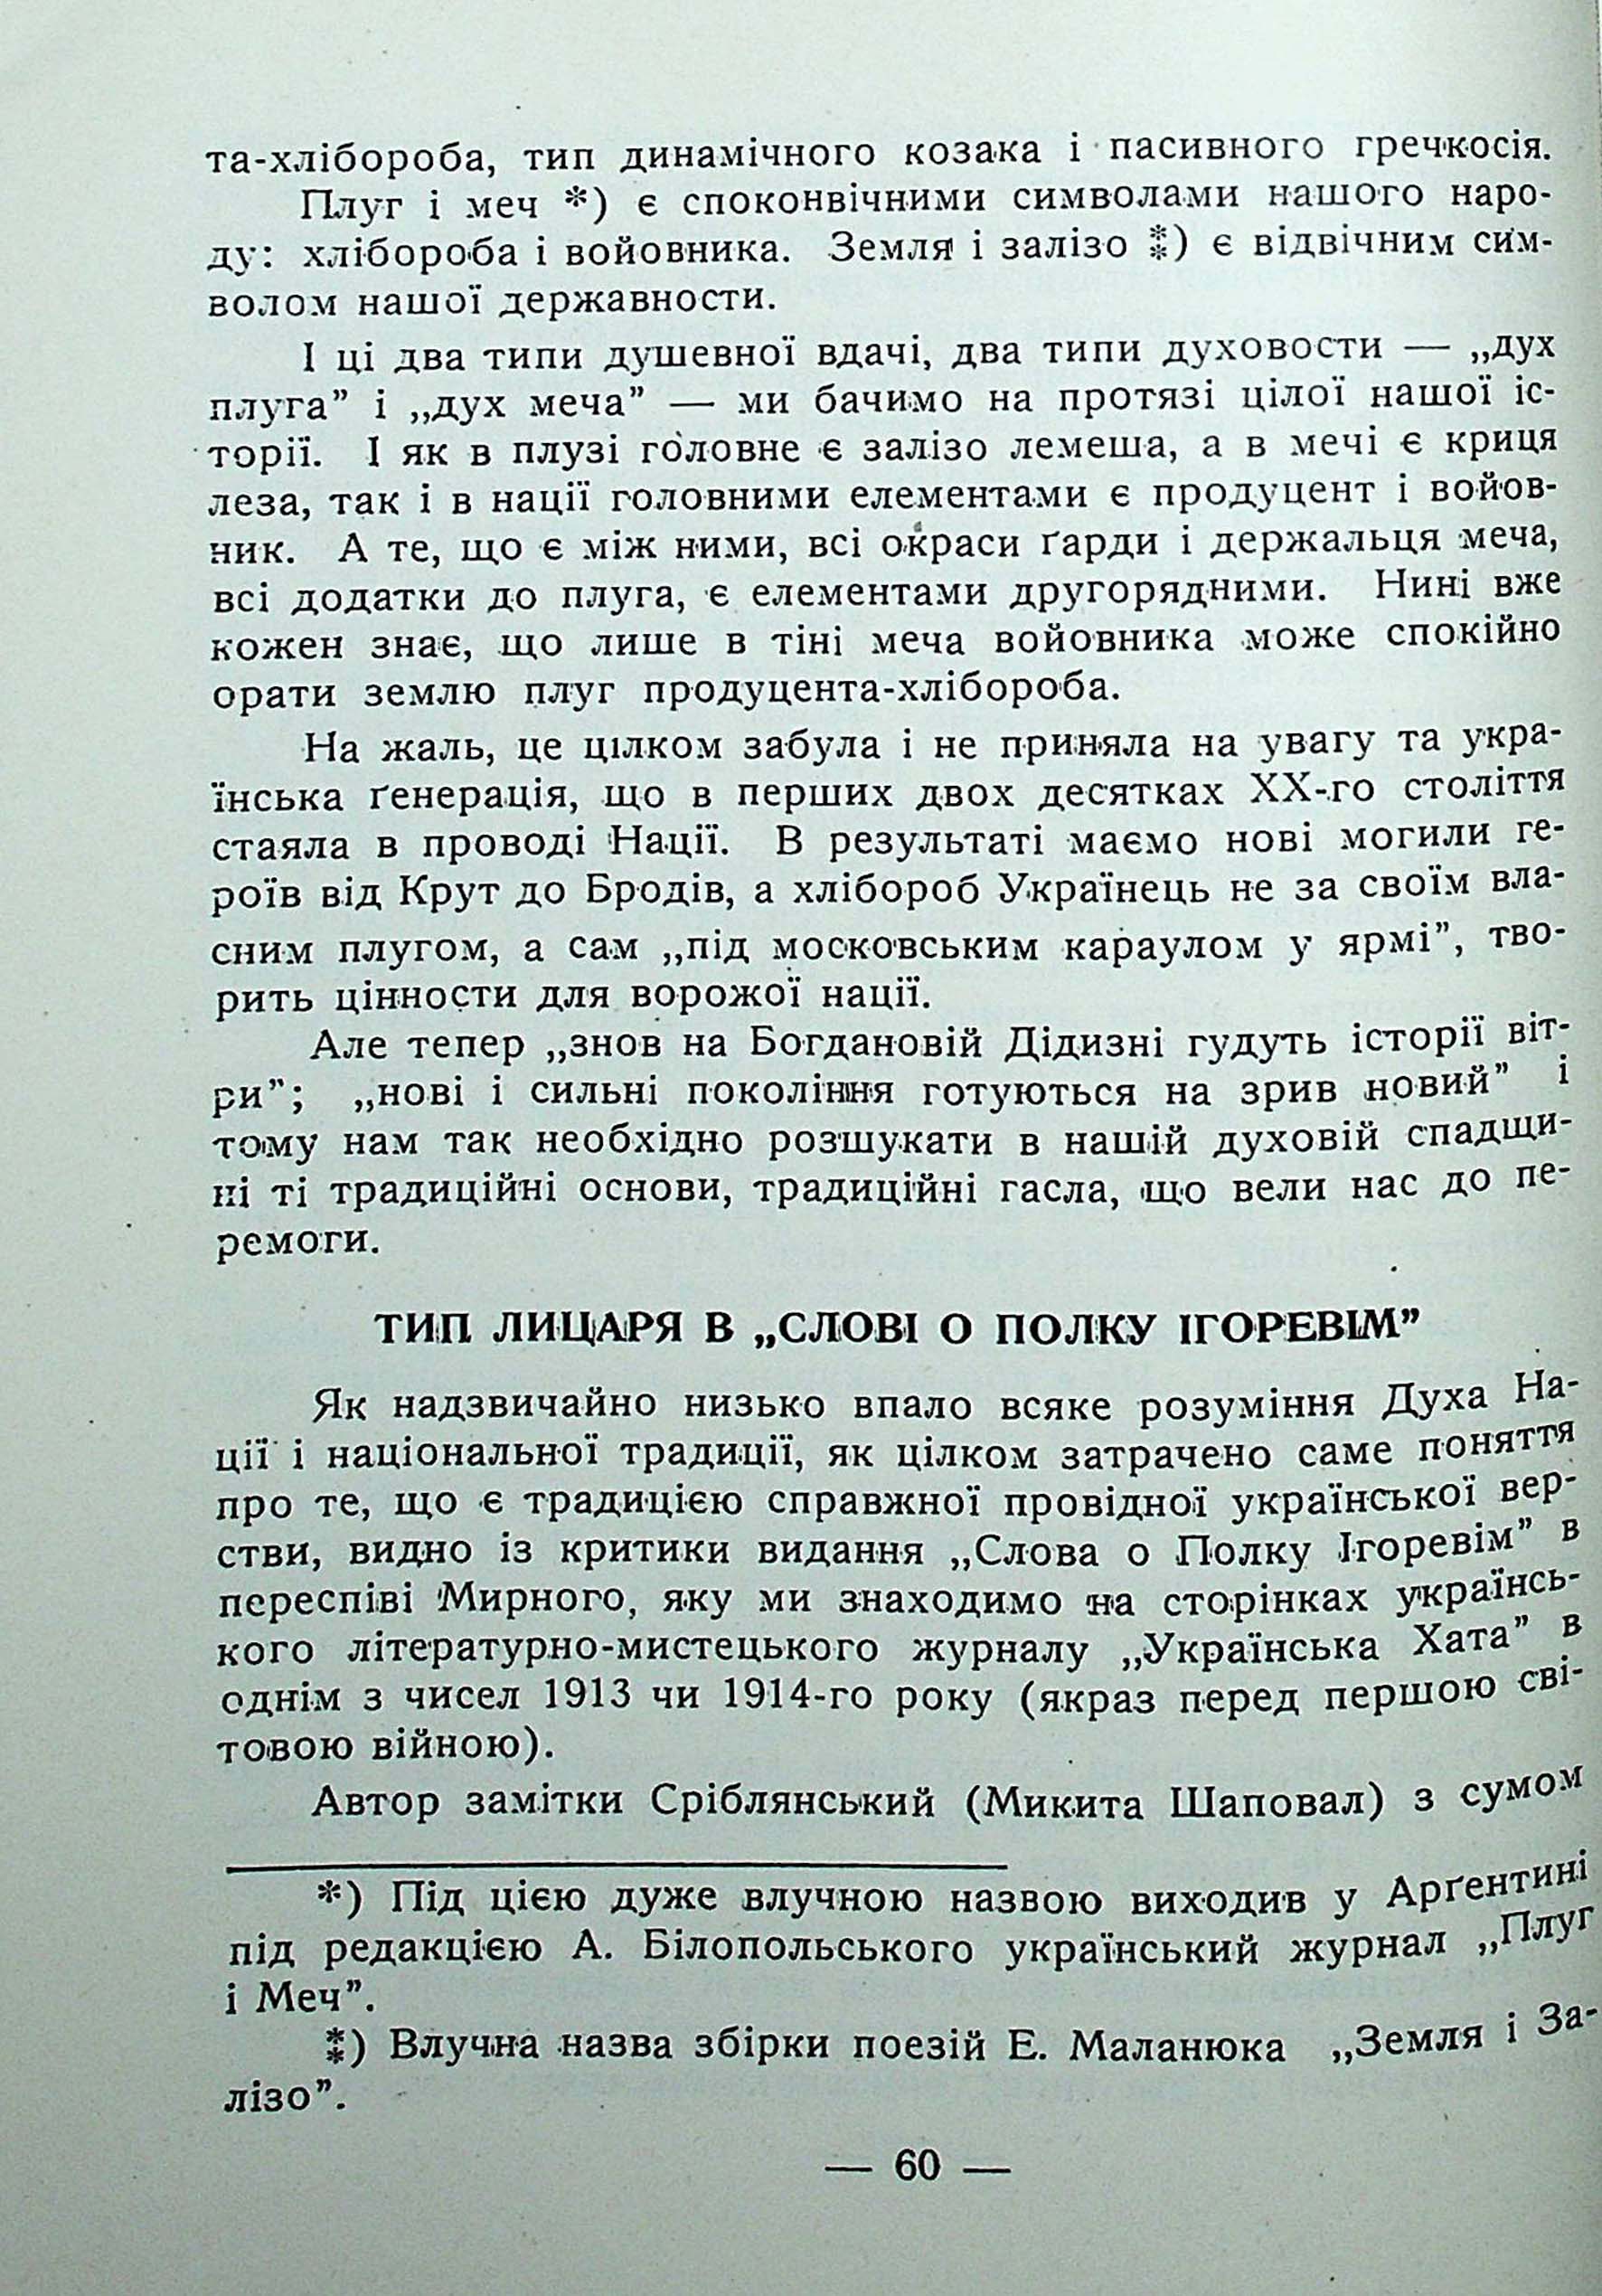 та-хлібороба, тип динамічного козака і пасивного гречкосія.
Плуг і меч *) є споконвічними символами нашого наро-
ду: хлібороба і войовника. Земля і залізо ⁑) є відвічним сим-
волом нашої державности.
І ці два типи душевної вдачі, два типи духовости — „дух
плуга” і „дух меча” — ми бачимо на протязі цілої нашої іс-
торії. І як в плузі головне є залізо лемеша, а в мечі є криця
леза, так і в нації головними елементами є продуцент і войов-
ник. А те, що є між ними, всі окраси ґарди і держальця меча,
всі додатки до плуга, є елементами другорядними. Нині вже
кожен знає, що лише в тіні меча войовника може спокійно
орати землю плуг продуцента-хлібороба.
На жаль, це цілком забула і не приняла на увагу та укра-
їнська ґенерація, що в перших двох десятках ХХ-го століття
стаяла в проводі Нації. В результаті маємо нові могили ге-
роїв від Крут до Бродів, а хлібороб Українець не за своїм вла-
сним плугом, а сам „під московським караулом у ярмі”, тво-
рить цінности для ворожої нації.
Але тепер „знов на Богдановій Дідизні гудуть історії віт-
ри”; „нові і сильні покоління готуються на зрив новий” і
тому нам так необхідно розшукати в нашій духовій спадщи-
ні ті традиційні основи, традиційні гасла, що вели нас до пе-
ремоги.
ТИП ЛИЦАРЯ В „СЛОВІ О ПОЛКУ ІГОРЕВІМ”
Як надзвичайно низько впало всяке розуміння Духа На-
ції і національної традиції, як цілком затрачено саме поняття
про те, що є традицією справжної провідної української вер-
стви, видно із критики видання „Слова о Полку Ігоревім” в
переспіві Мирного, яку ми знаходимо на сторінках українсь-
кого літературно-мистецького журналу „Українська Хата” в
однім з чисел 1913 чи 1914-го року (якраз перед першою сві-
товою війною).
Автор замітки Сріблянський (Микита Шаповал) з сумом
*) Під цією дуже влучною назвою виходив у Арґентині
під редакцією А. Білопольського український журнал „Плуг
і Меч”.
⁑) Влучна назва збірки поезій Е. Маланюка „Земля і За-
лізо”.
— 60 —